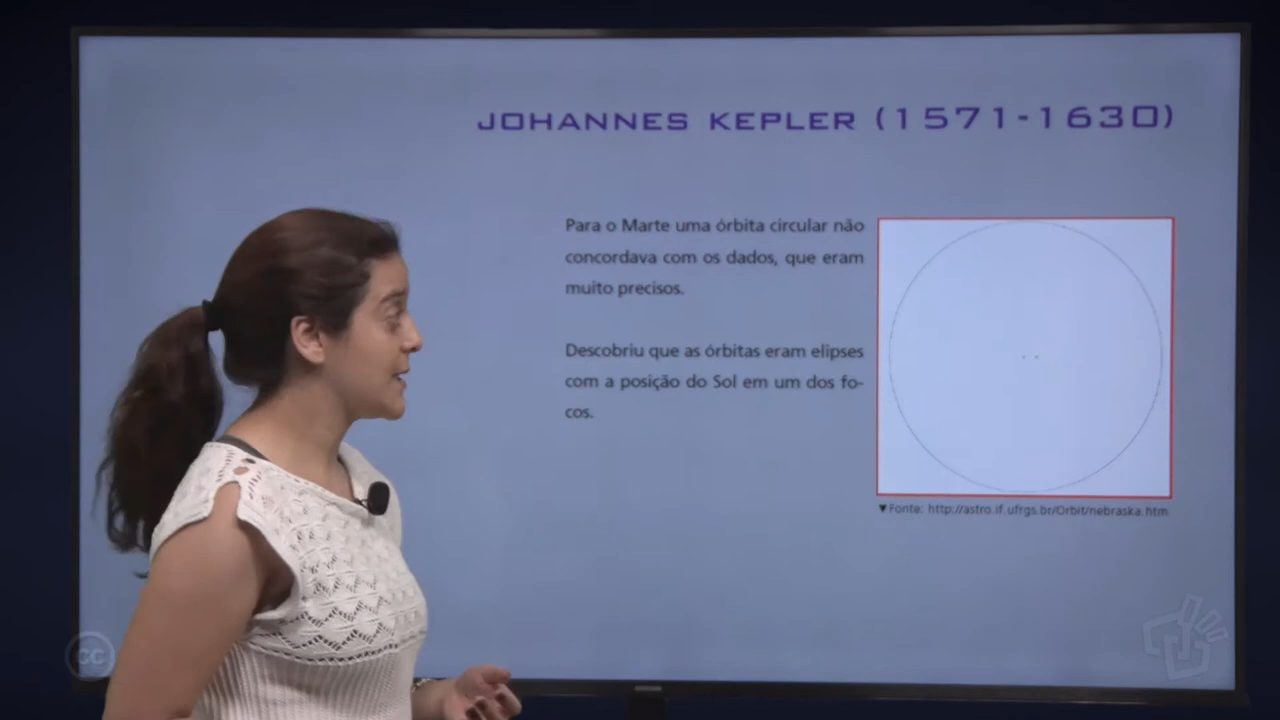 JOHANNES KEPLER (1571-1630)
Para o Marte uma órbita circular não
concordava com os dados, que eram
muito precisos.
Descobriu que as órbitas eram elipses
com a posição do Sol em um dos fo-
cos.
▼Fonte: http://astro.if.ufrgs.br/Orbit/nebraska.htm
CC